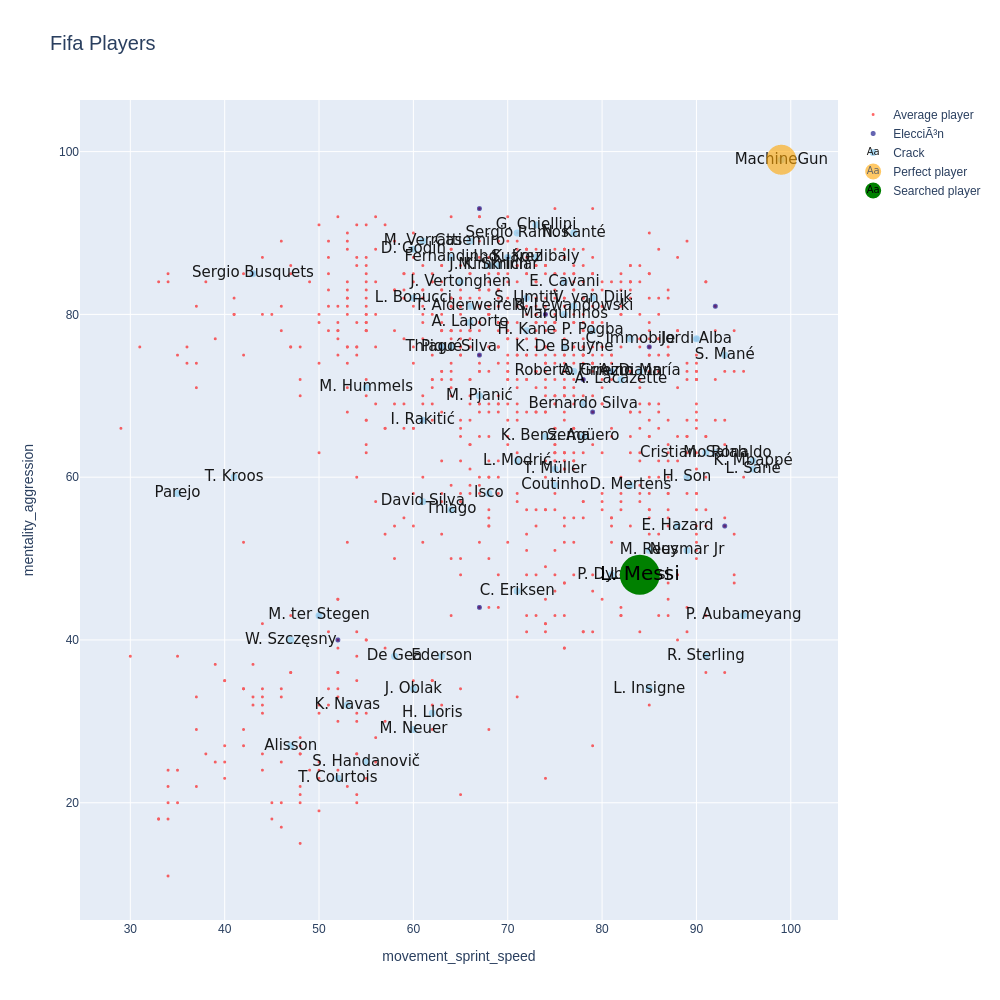 Fifa Players
Average player
ElecciÃ³n
Aa Crack
Aa Perfect player
Aa Searched player
100
MachineGun
G. Chiellini
Sergio Ramos
N. Kanté
M. Verratti
Casemiro
D. Godín
Fernandinho
L. Suárez
K. Koulibaly
M. Škriniar
Sergio Busquets
J. Vertonghen
E. Cavani
L. Bonucci
S. Umtiti
V. van Dijk
T. Alderweireld
R. Lewandowski
Marquinhos
80
A. Laporte
H. Kane
P. Pogba
C. Immobile
Jordi Alba
Thiago Silva
Piqué
K. De Bruyne
S. Mané
Roberto Firmino
A. Griezmann
Á. Di María
A. Lacazette
M. Hummels
M. Pjanić
Bernardo Silva
I. Rakitić
K. Benzema
S. Agüero
Cristiano Ronaldo
M. Salah
L. Modrić
K. Mbappé
T. Müller
L. Sané
60
T. Kroos
H. Son
Coutinho
D. Mertens
Parejo
Isco
David Silva
Thiago
E. Hazard
M. Reus
Neymar Jr
L. Messi
C. Eriksen
M. ter Stegen
P. Aubameyang
40
W. Szczęsny
De Gea
Ederson
R. Sterling
J. Oblak
L. Insigne
K. Navas
H. Lloris
M. Neuer
Alisson
S. Handanovič
T. Courtois
20
mentality_aggression
30 40 50 60 70 80 90 100
movement_sprint_speed